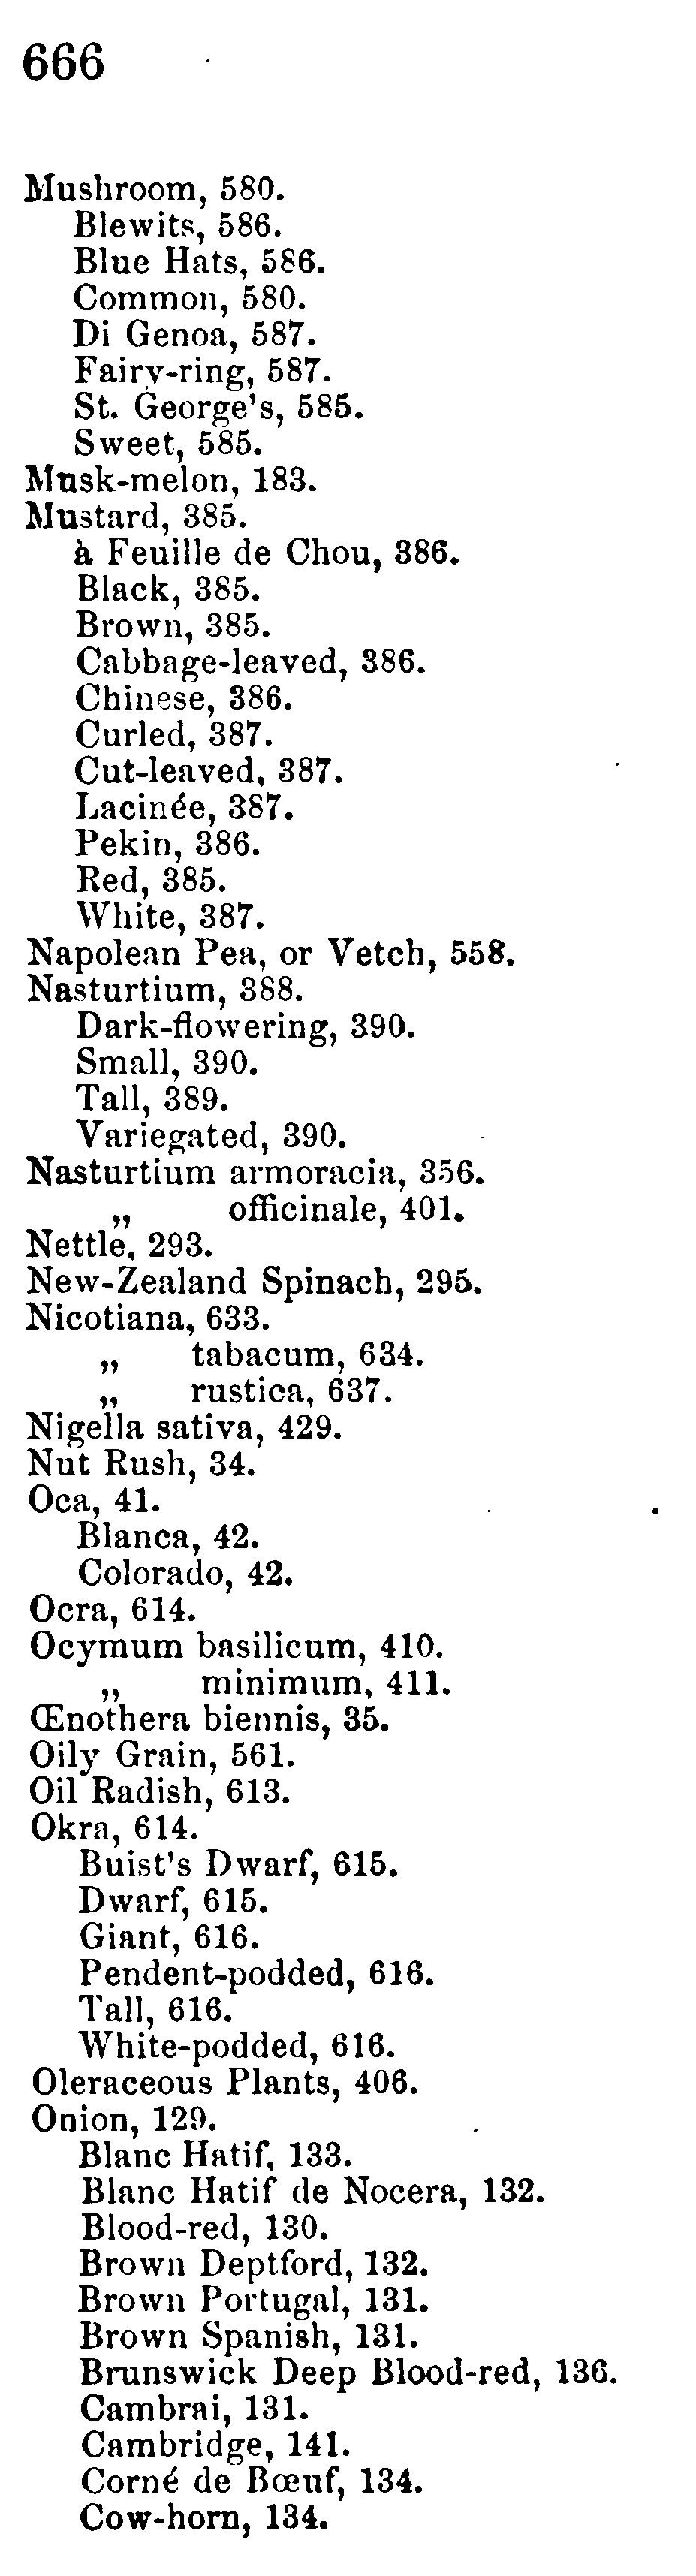 666
Mushroom, 580.
Blewits, 586.
Blue Hats, 586.
Common, 580.
Di Genoa, 587.
Fairy-ring, 587.
St. George's, 585.
Sweet, 585.
Musk-melon, 183.
Mustard, 385.
à Feuille de Chou, 386.
Black, 385.
Brown, 385.
Cabbage-leaved, 386.
Chinese, 386.
Curled, 387.
Cut-leaved, 387.
Lacinée, 387.
Pekin, 386.
Red, 385.
White, 387.
Napolean Pea, or Vetch, 558.
Nasturtium, 388.
Dark-flowering, 390.
Small, 390.
Tall, 389.
Variegated, 390.
Nasturtium armoracia, 356.
„ officinale, 401.
Nettle, 293.
New-Zealand Spinach, 295.
Nicotiana, 633.
„ tabacum, 634.
„ rustica, 637.
Nigella sativa, 429.
Nut Rush, 34.
Oca, 41.
Blanca, 42.
Colorado, 42.
Ocra, 614.
Ocymum basilicum, 410.
„ minimum, 411.
Œnothera biennis, 35.
Oily Grain, 561.
Oil Radish, 613.
Okra, 614.
Buist's Dwarf, 615.
Dwarf, 615.
Giant, 616.
Pendent-podded, 616.
Tall, 616.
White-podded, 616.
Oleraceous Plants, 406.
Onion, 129.
Blanc Hatif, 133.
Blanc Hatif de Nocera, 132.
Blood-red, 130.
Brown Deptford, 132.
Brown Portugal, 131.
Brown Spanish, 131.
Brunswick Deep Blood-red, 136.
Cambrai, 131.
Cambridge, 141.
Corné de Bœuf, 134.
Cow-horn, 134.